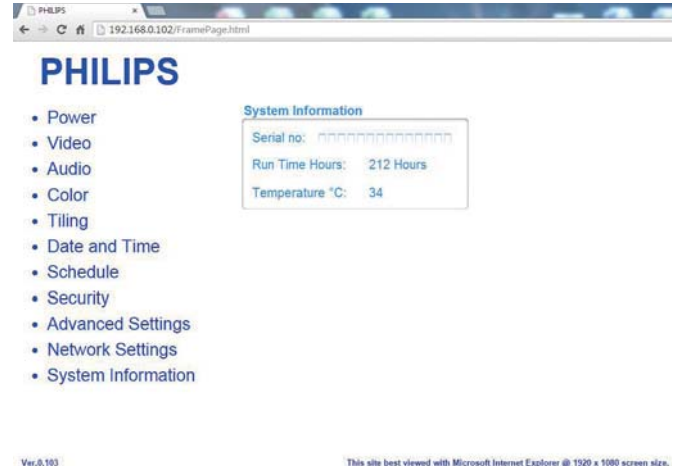 PHILIPS
192.168.0.102/FramePage.html
PHILIPS
• Power
• Video
• Audio
• Color
• Tiling
• Date and Time
• Schedule
• Security
• Advanced Settings
• Network Settings
• System Information
System Information
Serial no:
Run Time Hours: 212 Hours
Temperature °C: 34
Ver.0.103
This site best viewed with Microsoft Internet Explorer @ 1920 x 1080 screen size.